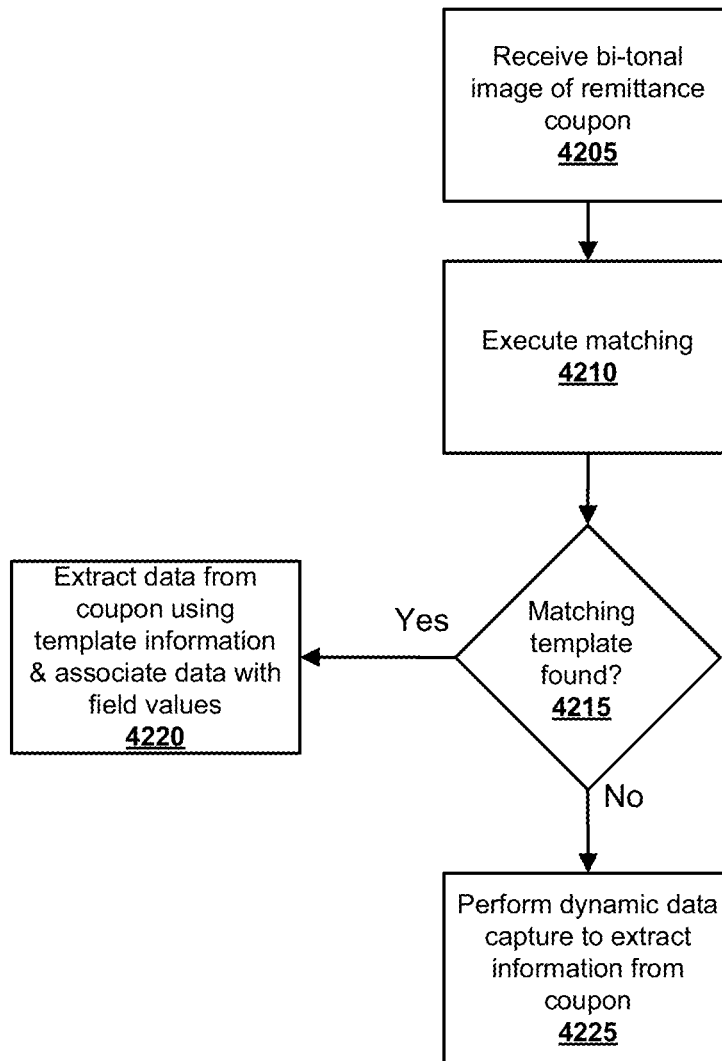 Receive bi-tonal
image of remittance
coupon
4205
Execute matching
4210
Matching
template
found?
4215
Yes
Extract data from
coupon using
template information
& associate data with
field values
4220
No
Perform dynamic data
capture to extract
information from
coupon
4225